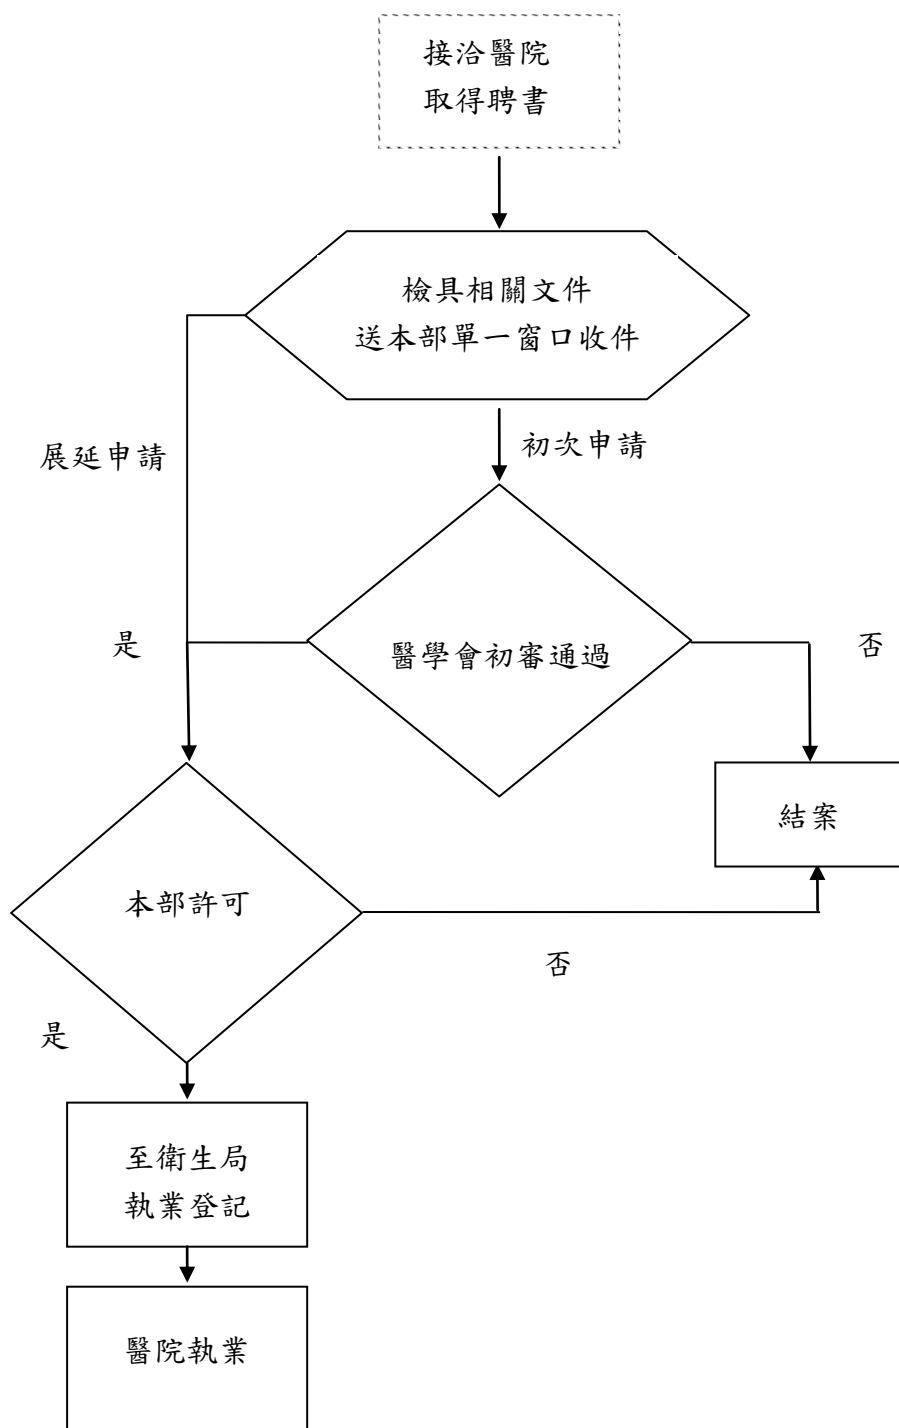 接洽醫院
取得聘書
檢具相關文件
送本部單一窗口收件
展延申請
初次申請
是
醫學會初審通過
否
結案
本部許可
否
是
至衛生局
執業登記
醫院執業